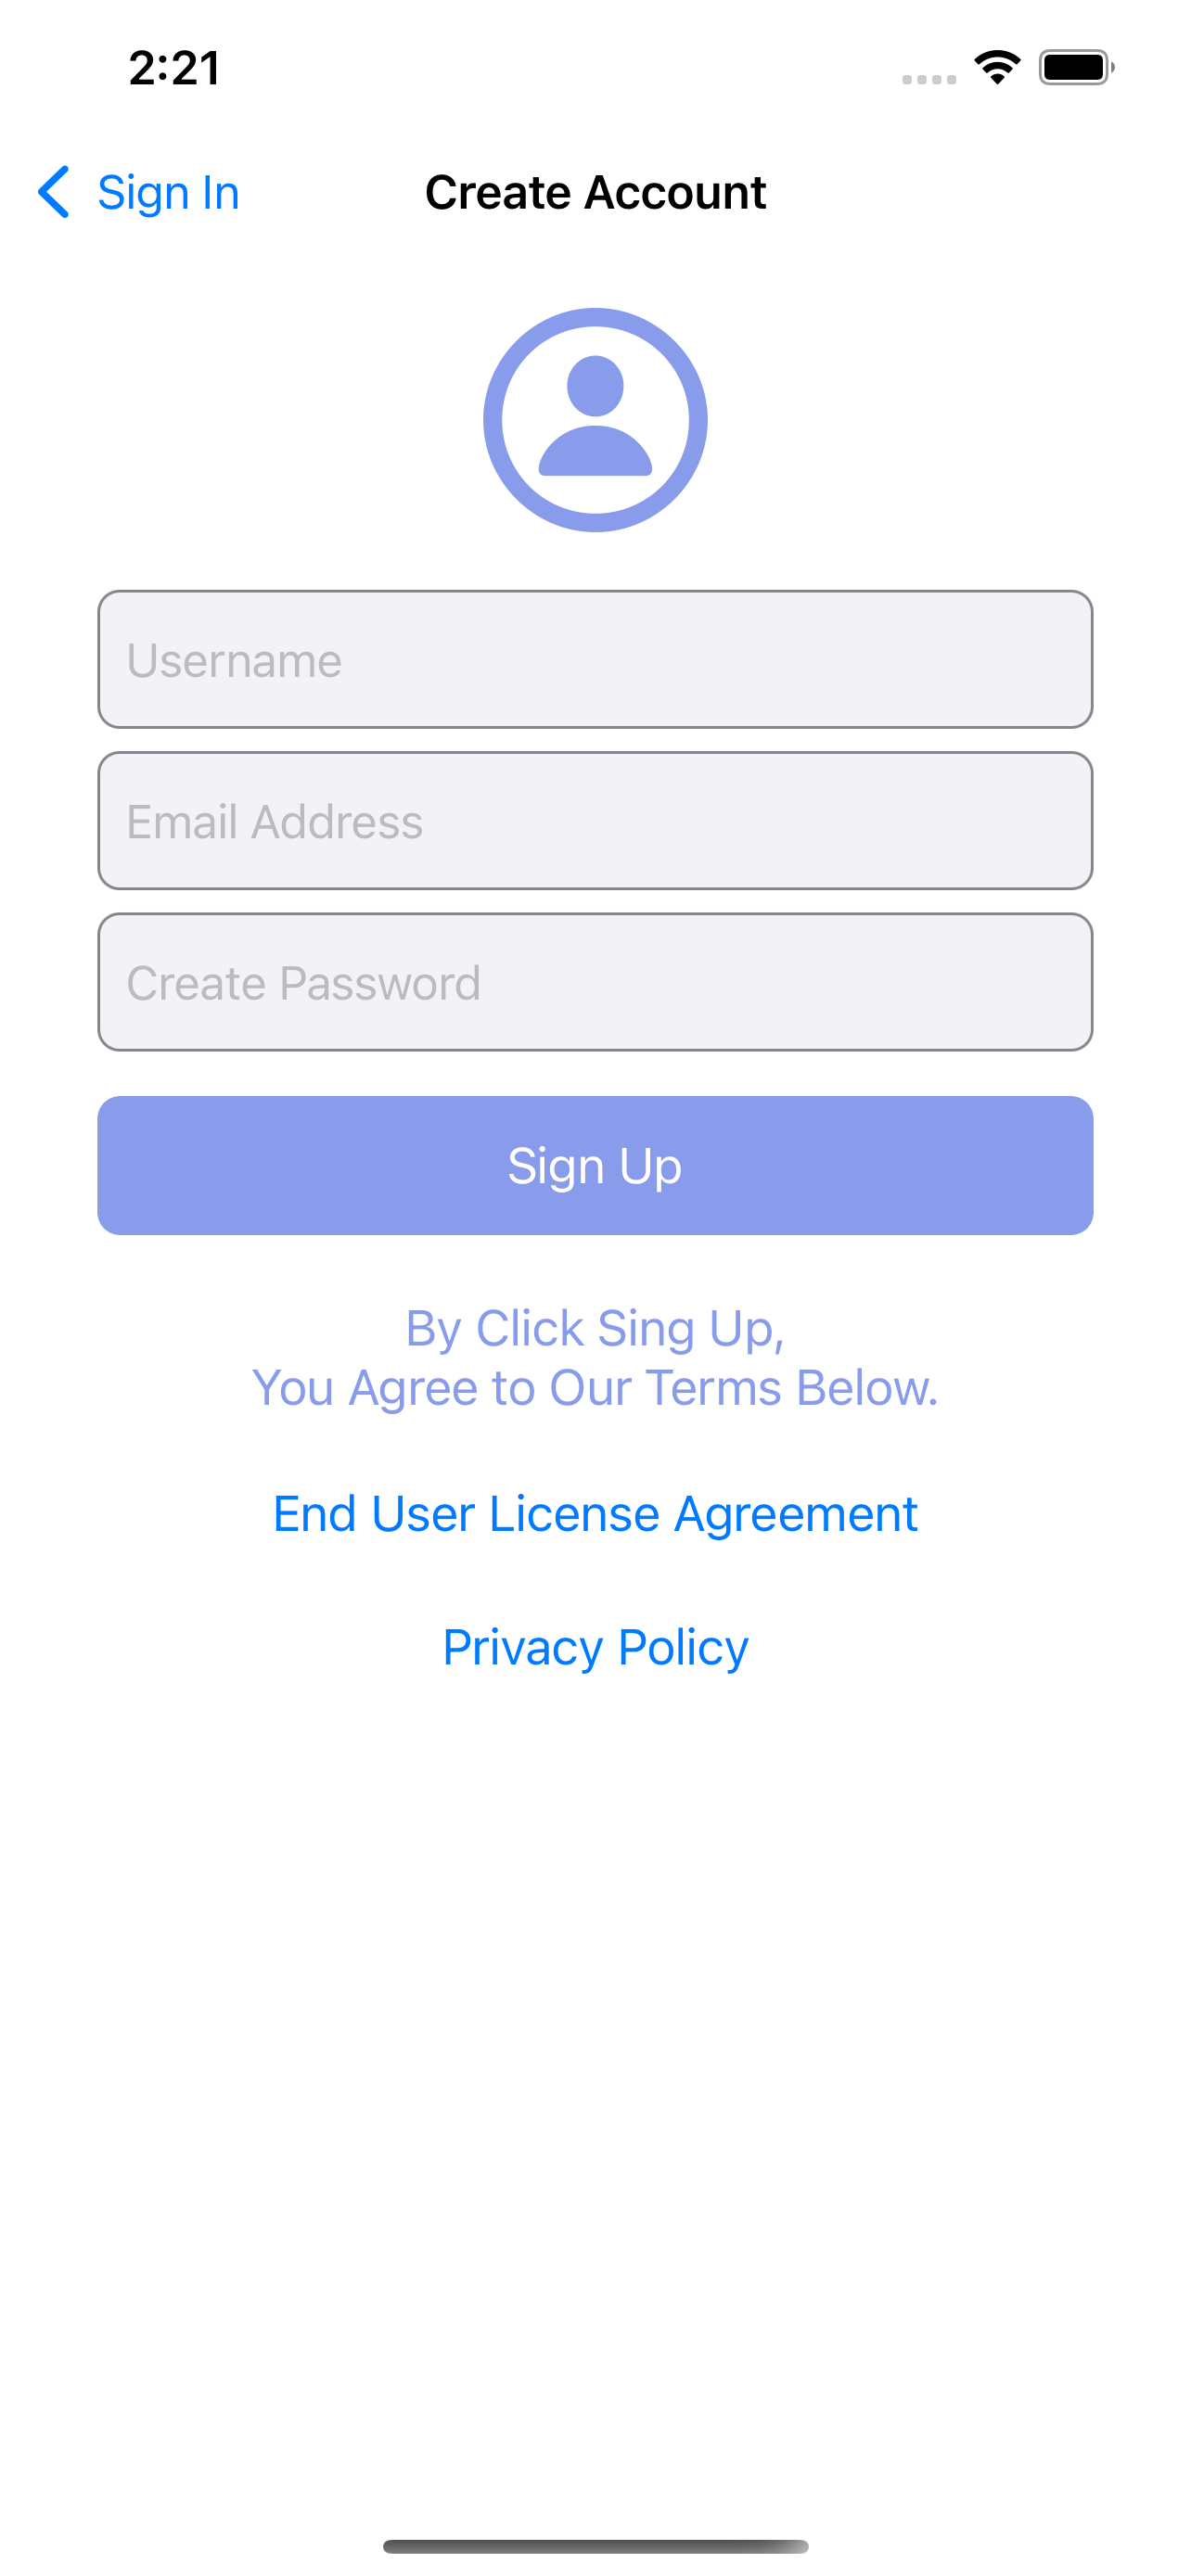 2:21
Sign In
Create Account
Username
Email Address
Create Password
Sign Up
By Click Sing Up,
You Agree to Our Terms Below.
End User License Agreement
Privacy Policy